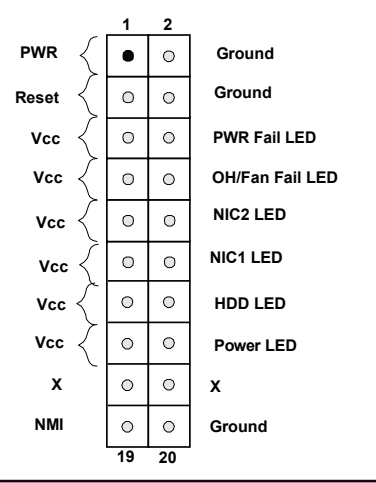 1 2
PWR Ground
Reset Ground
Vcc PWR Fail LED
Vcc OH/Fan Fail LED
Vcc NIC2 LED
Vcc NIC1 LED
Vcc HDD LED
Vcc Power LED
X X
NMI Ground
19 20